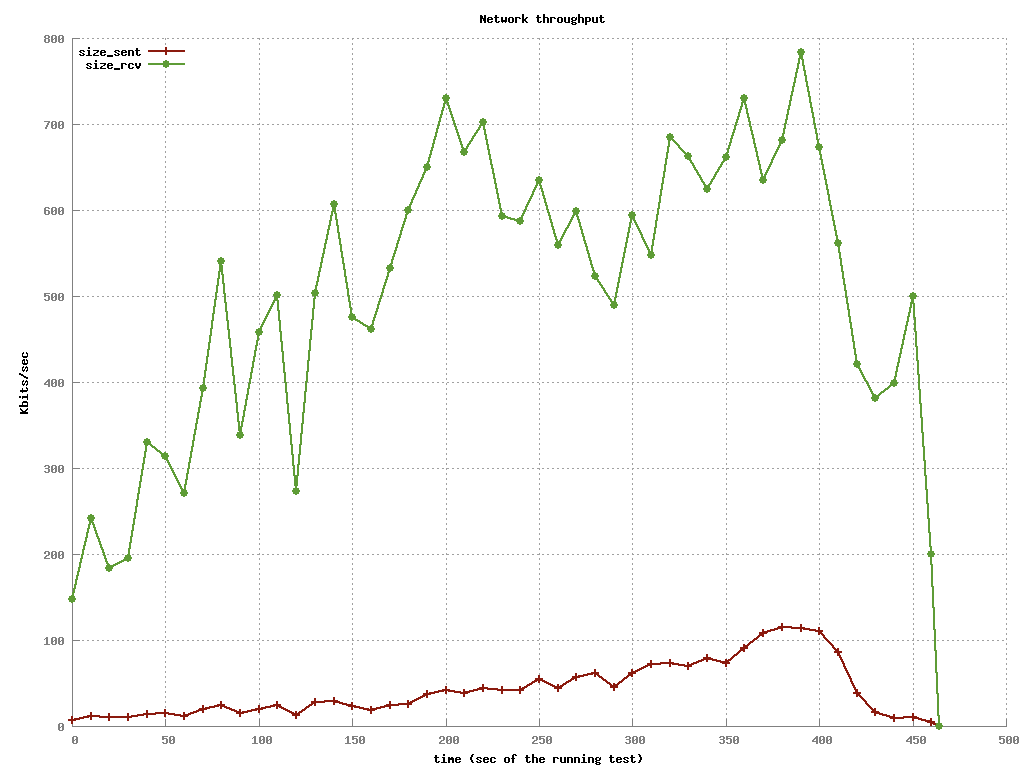 Network throughput
size_sent
size_rcv
800
700
600
500
400
300
200
100
0
Kbits/sec
0 50 100 150 200 250 300 350 400 450 500
time (sec of the running test)